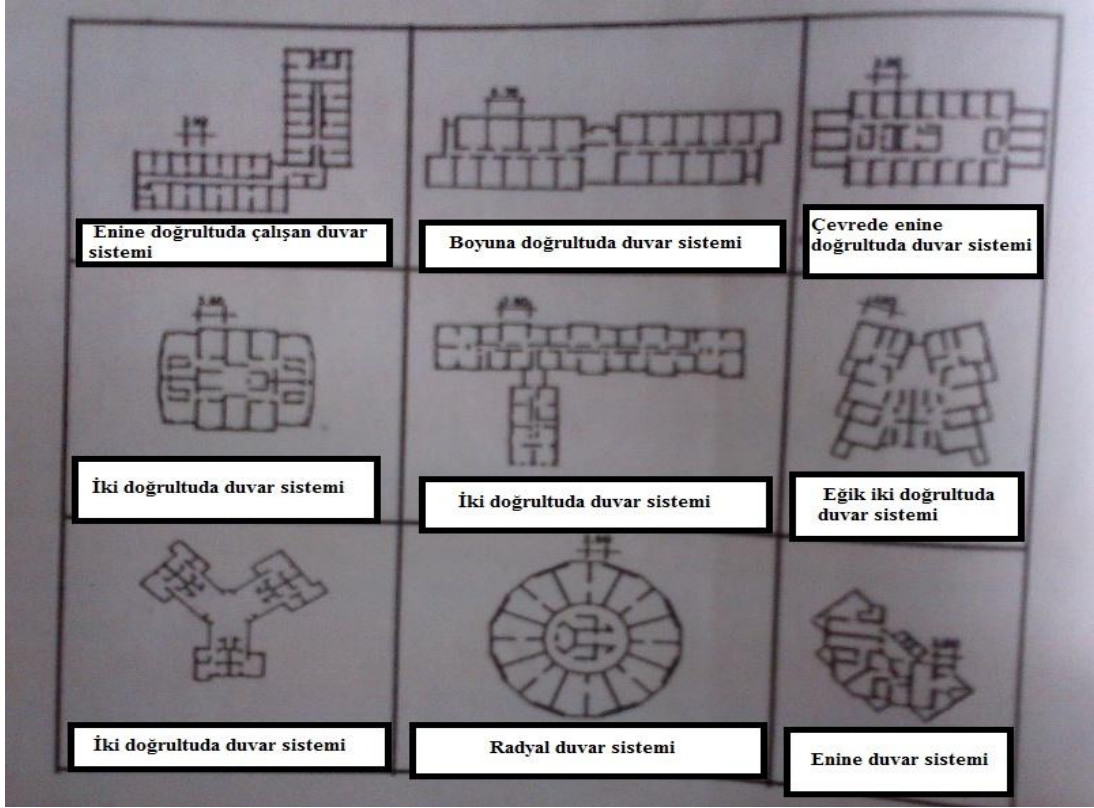 Enine doğrultuda çalışan duvar
sistemi
Boyuna doğrultuda duvar sistemi
Çevrede enine
doğrultuda duvar sistemi
İki doğrultuda duvar sistemi
İki doğrultuda duvar sistemi
Eğik iki doğrultuda
duvar sistemi
İki doğrultuda duvar sistemi
Radyal duvar sistemi
Enine duvar sistemi